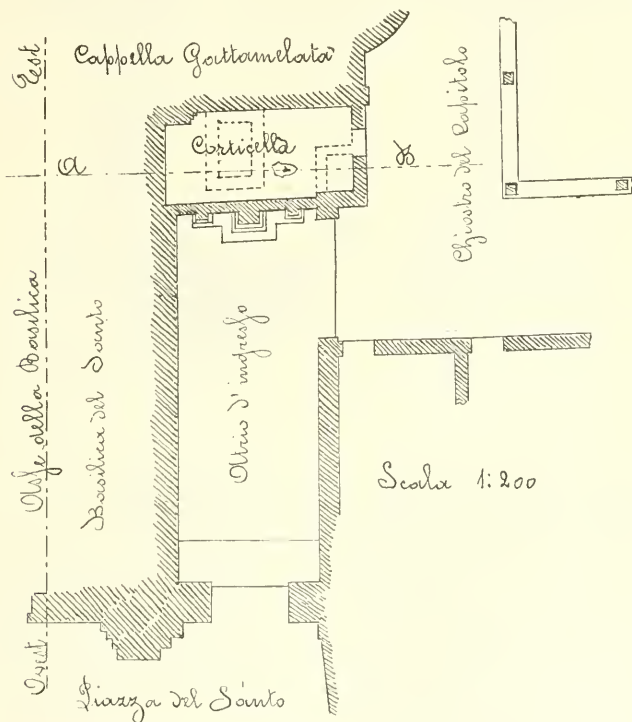 Cappella Gattamelata
Est
Corticella
A
B
Chiostro del Capitolo
Asse della Basilica
Basilica del Santo
Atrio d'ingresso
Scala 1:200
Ovest
Piazza del Santo